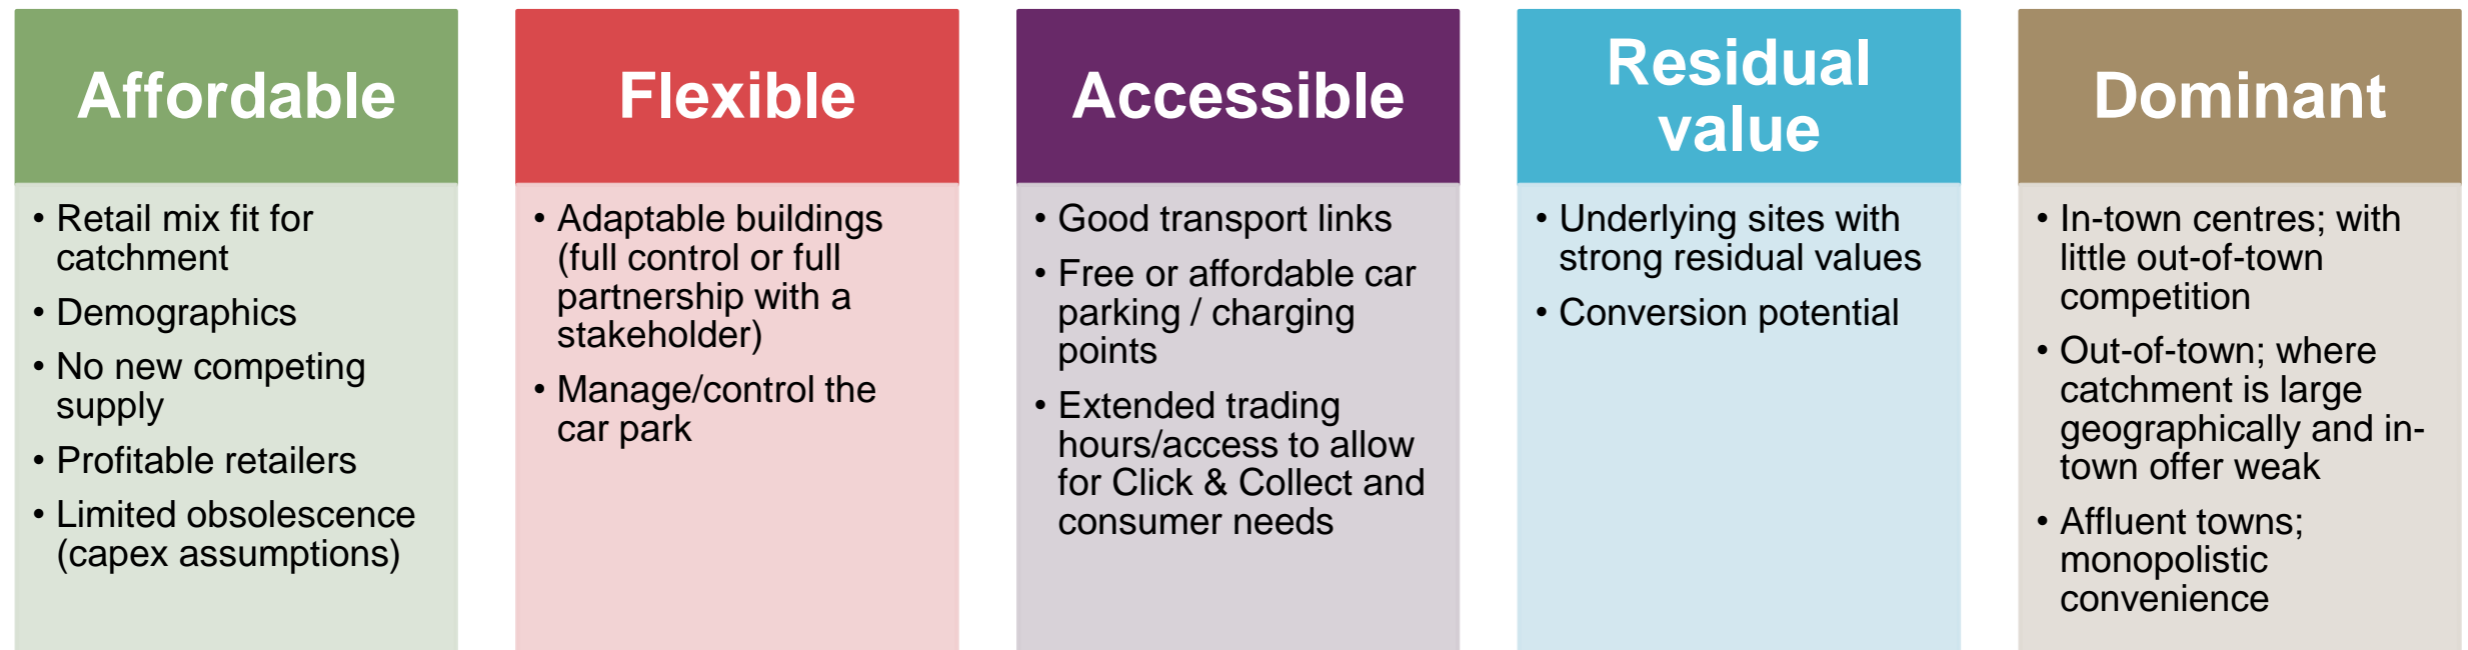 Affordable
• Retail mix fit for
catchment
• Demographics
• No new competing
supply
• Profitable retailers
• Limited obsolescence
(capex assumptions)
Flexible
• Adaptable buildings
(full control or full
partnership with a
stakeholder)
• Manage/control the
car park
Accessible
• Good transport links
• Free or affordable car
parking / charging
points
• Extended trading
hours/access to allow
for Click & Collect and
consumer needs
Residual
value
• Underlying sites with
strong residual values
• Conversion potential
Dominant
• In-town centres; with
little out-of-town
competition
• Out-of-town; where
catchment is large
geographically and in-
town offer weak
• Affluent towns;
monopolistic
convenience